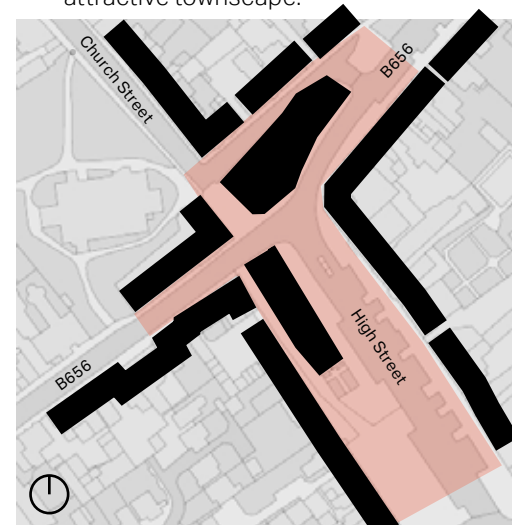 attractive townscape.
Church Street
B656
High Street
B656